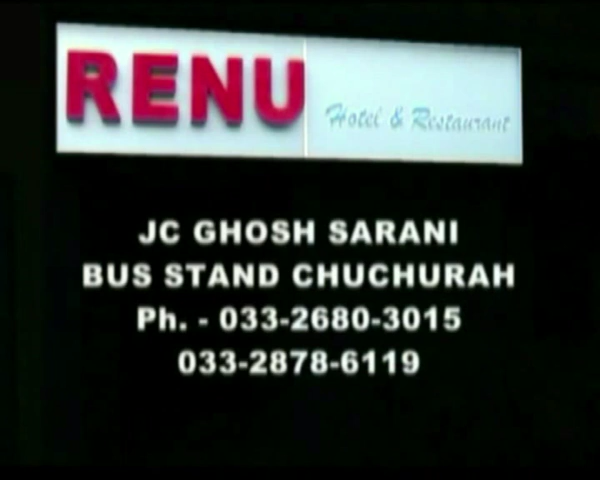 RENU Hotel & Restaurant
JC GHOSH SARANI
BUS STAND CHUCHURAH
Ph. - 033-2680-3015
033-2878-6119